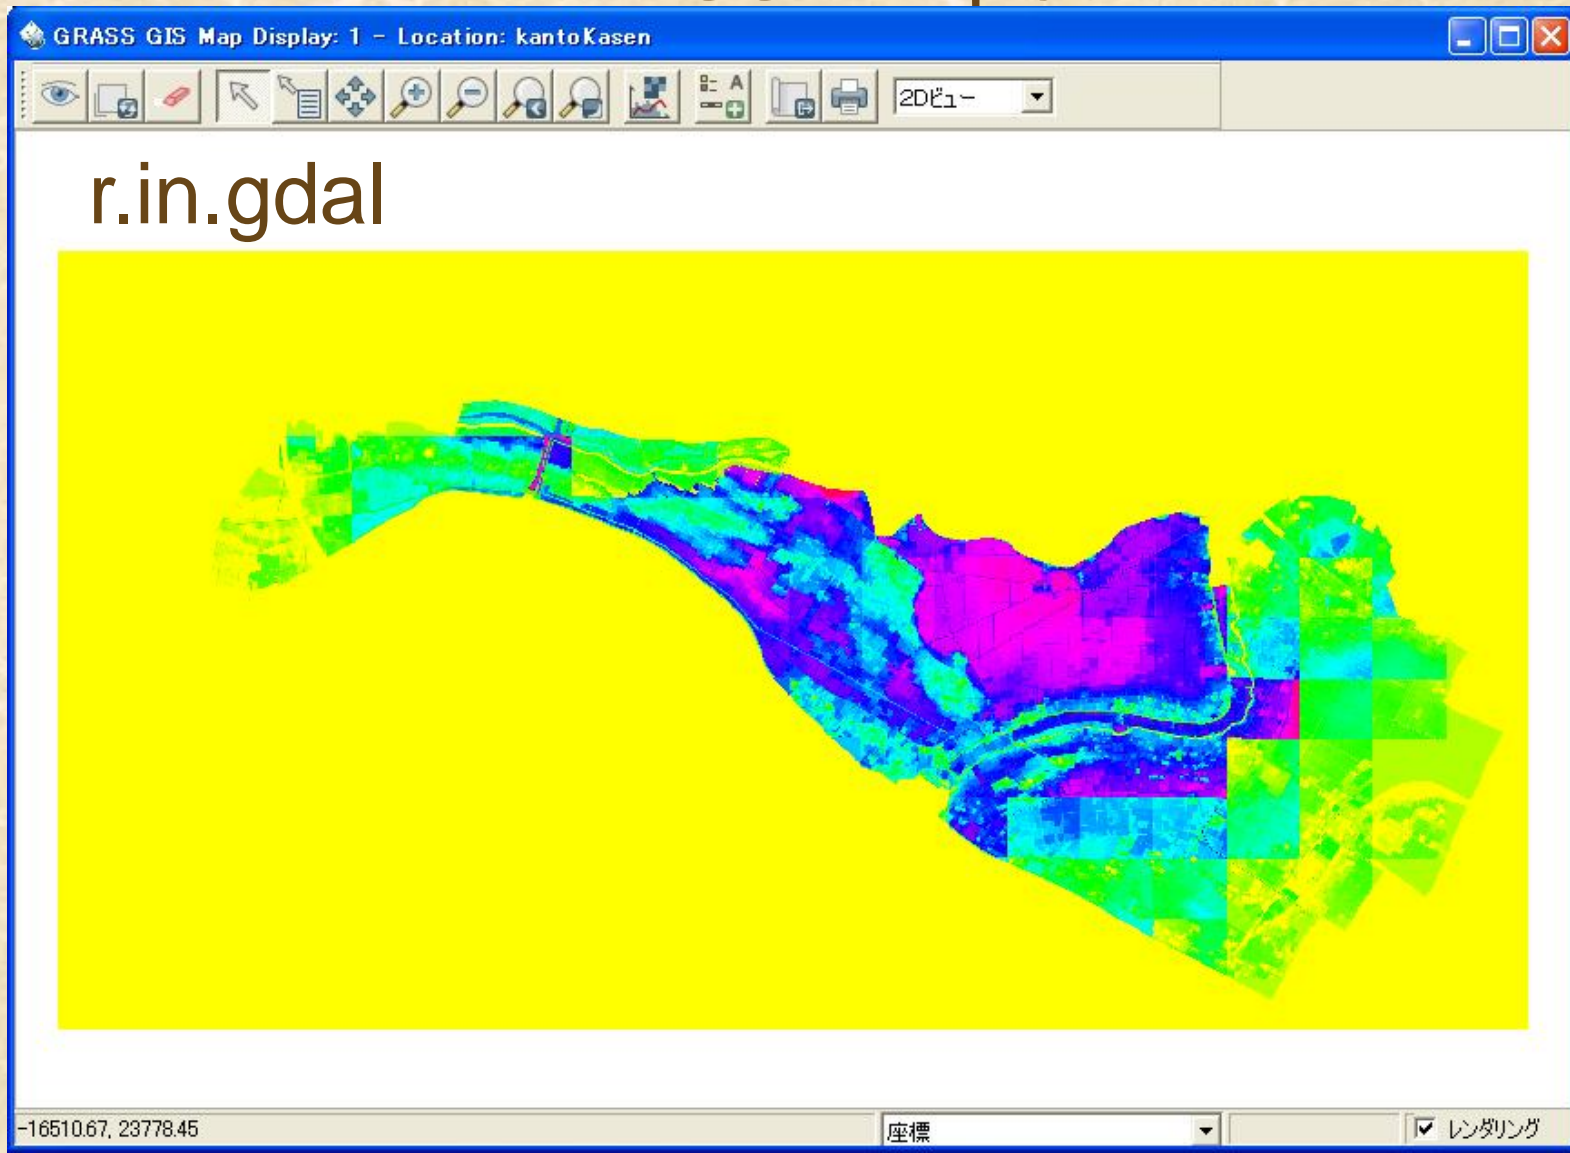 GRASS GIS Map Display: 1 - Location: kantoKasen
2Dビュー
r.in.gdal
-16510.67, 23778.45
座標
レンダリング